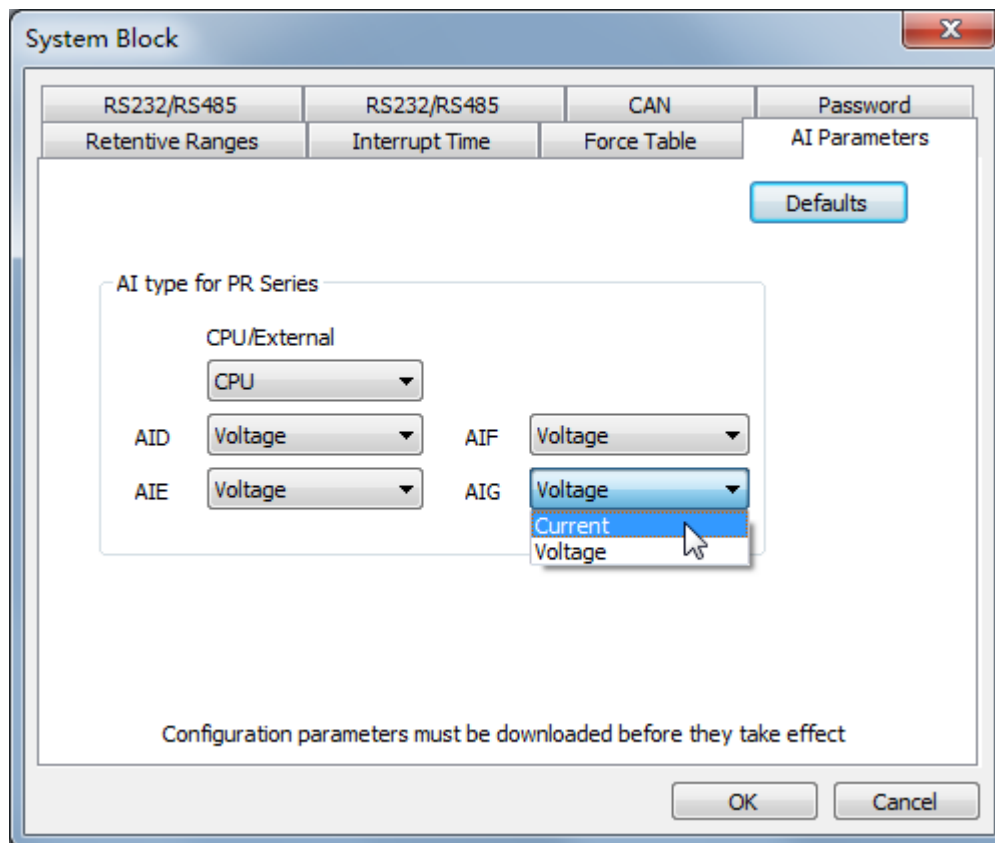 System Block
RS232/RS485 RS232/RS485 CAN Password
Retentive Ranges Interrupt Time Force Table AI Parameters
Defaults
AI type for PR Series
CPU/External
CPU
AID Voltage AIF Voltage
AIE Voltage AIG Voltage
Current
Voltage
Configuration parameters must be downloaded before they take effect
OK Cancel